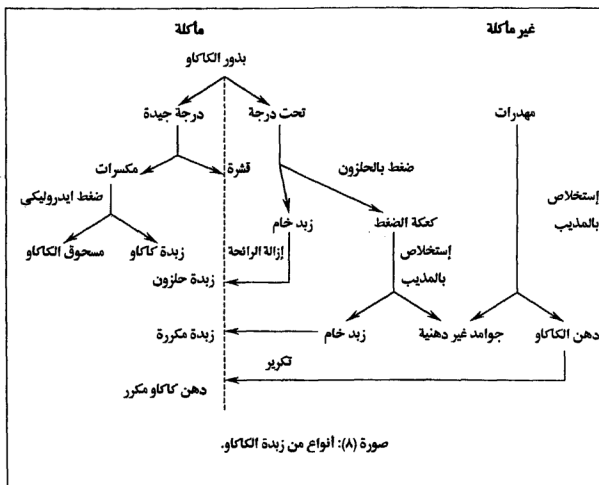 مأكلة
غير مأكلة
بذور الكاكاو
درجة جيدة
تحت درجة
مهدرات
مكسرات
قشرة
ضغط بالحلزون
ضغط ايدروليكي
إستخلاص
بالمذيب
زبد خام
كعكة الضغط
مسحوق الكاكاو
زبدة كاكاو
إزالة الرائحة
إستخلاص
بالمذيب
زبدة حلزون
زبدة مكررة
زبد خام
جوامد غير دهنية
دهن الكاكاو
تكرير
دهن كاكاو مكرر
صورة (٨): أنواع من زبدة الكاكاو.